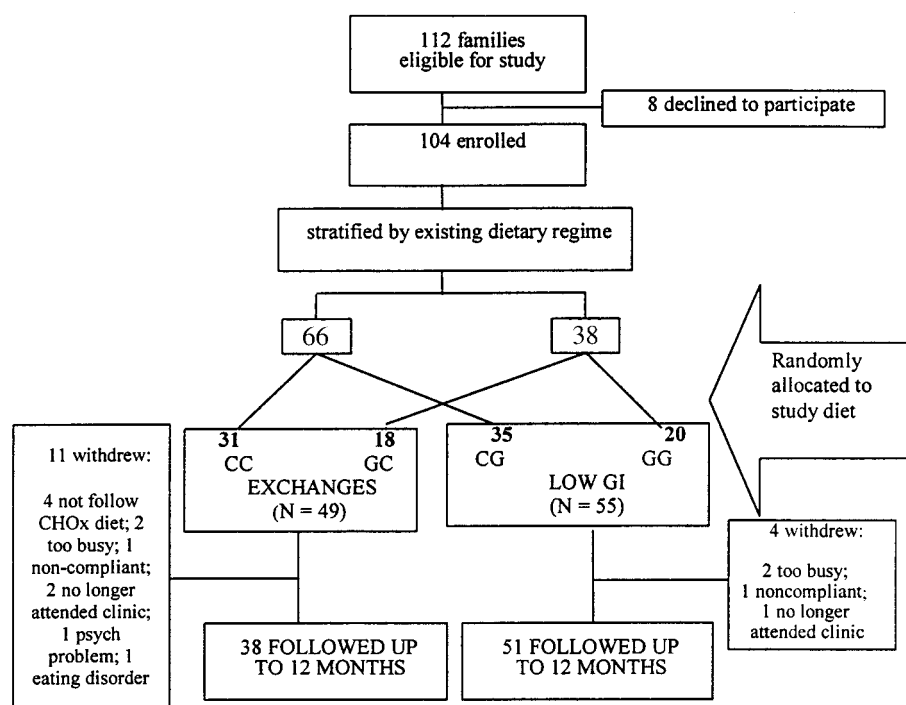 112 families
eligible for study
8 declined to participate
104 enrolled
stratified by existing dietary regime
66
38
Randomly
allocated to
study diet
31 18
CC GC
EXCHANGES
(N = 49)
35 20
CG GG
LOW GI
(N = 55)
11 withdrew:
4 not follow
CHOx diet; 2
too busy; 1
non-compliant;
2 no longer
attended clinic;
1 psych
problem; 1
eating disorder
4 withdrew:
2 too busy;
1 noncompliant;
1 no longer
attended clinic
38 FOLLOWED UP
TO 12 MONTHS
51 FOLLOWED UP
TO 12 MONTHS